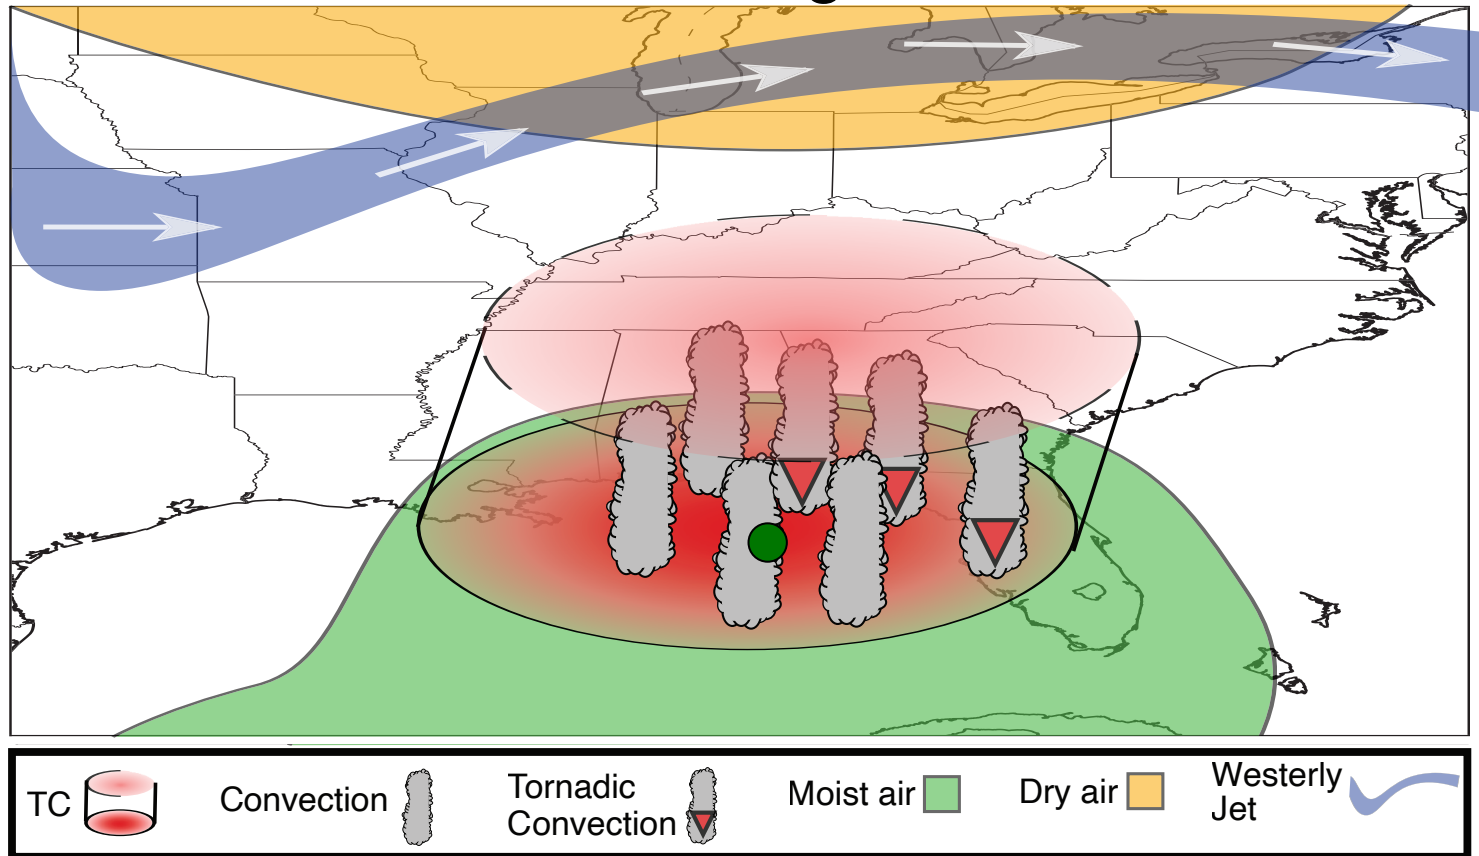 TC
Convection
Tornadic
Convection
Moist air
Dry air
Westerly
Jet